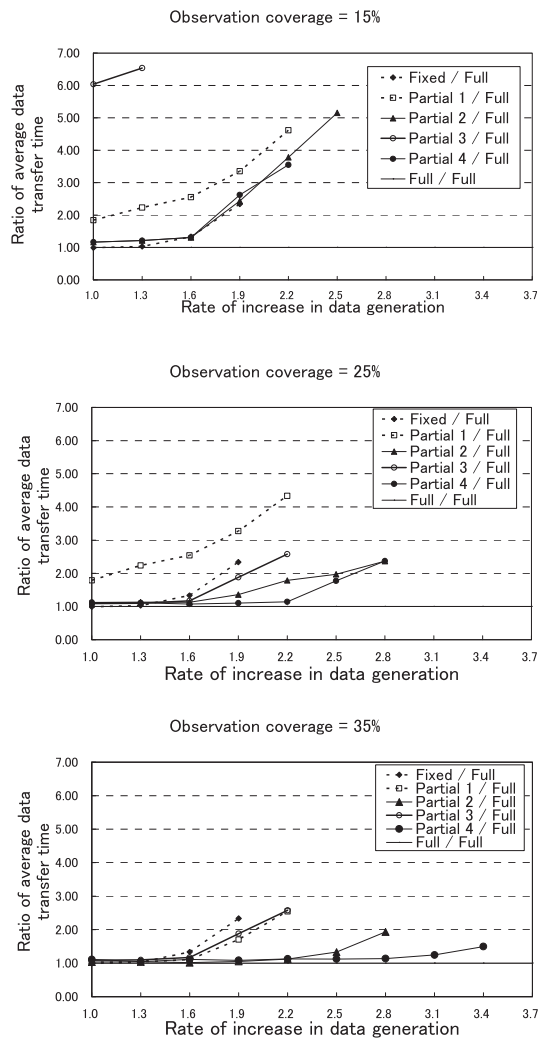 Observation coverage = 15%
7.00
6.00
5.00
4.00
3.00
2.00
1.00
0.00
Ratio of average data
transfer time
Fixed / Full
Partial 1 / Full
Partial 2 / Full
Partial 3 / Full
Partial 4 / Full
Full / Full
1.0 1.3 1.6 1.9 2.2 2.5 2.8 3.1 3.4 3.7
Rate of increase in data generation
Observation coverage = 25%
7.00
6.00
5.00
4.00
3.00
2.00
1.00
0.00
Ratio of average data
transfer time
Fixed / Full
Partial 1 / Full
Partial 2 / Full
Partial 3 / Full
Partial 4 / Full
Full / Full
1.0 1.3 1.6 1.9 2.2 2.5 2.8 3.1 3.4 3.7
Rate of increase in data generation
Observation coverage = 35%
7.00
6.00
5.00
4.00
3.00
2.00
1.00
0.00
Ratio of average data
transfer time
Fixed / Full
Partial 1 / Full
Partial 2 / Full
Partial 3 / Full
Partial 4 / Full
Full / Full
1.0 1.3 1.6 1.9 2.2 2.5 2.8 3.1 3.4 3.7
Rate of increase in data generation